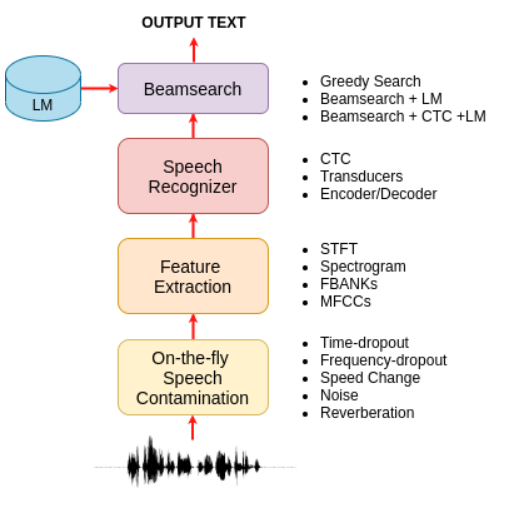 OUTPUT TEXT
LM
Beamsearch
• Greedy Search
• Beamsearch + LM
• Beamsearch + CTC +LM
Speech
Recognizer
• CTC
• Transducers
• Encoder/Decoder
Feature
Extraction
• STFT
• Spectrogram
• FBANKs
• MFCCs
On-the-fly
Speech
Contamination
• Time-dropout
• Frequency-dropout
• Speed Change
• Noise
• Reverberation